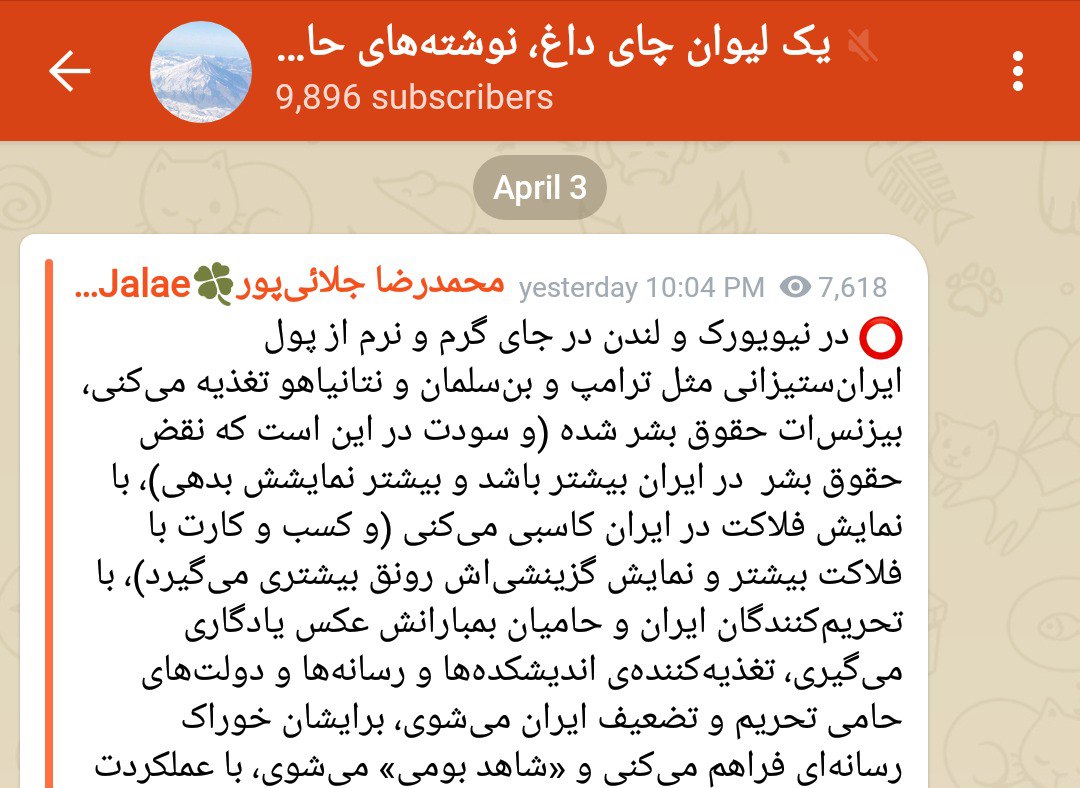 یک لیوان چای داغ، نوشته‌های حا...
9,896 subscribers
April 3
محمدرضا جلائی‌پور🍀Jalae... yesterday 10:04 PM 7,618
⭕ در نیویورک و لندن در جای گرم و نرم از پول
ایران‌ستیزانی مثل ترامپ و بن‌سلمان و نتانیاهو تغذیه می‌کنی،
بیزنس‌ات حقوق بشر شده (و سودت در این است که نقض
حقوق بشر  در ایران بیشتر باشد و بیشتر نمایشش بدهی)، با
نمایش فلاکت در ایران کاسبی می‌کنی (و کسب و کارت با
فلاکت بیشتر و نمایش گزینشی‌اش رونق بیشتری می‌گیرد)، با
تحریم‌کنندگان ایران و حامیان بمبارانش عکس یادگاری
می‌گیری، تغذیه‌کننده‌ی اندیشکده‌ها و رسانه‌ها و دولت‌های
حامی تحریم و تضعیف ایران می‌شوی، برایشان خوراک
رسانه‌ای فراهم می‌کنی و «شاهد بومی» می‌شوی، با عملکردت